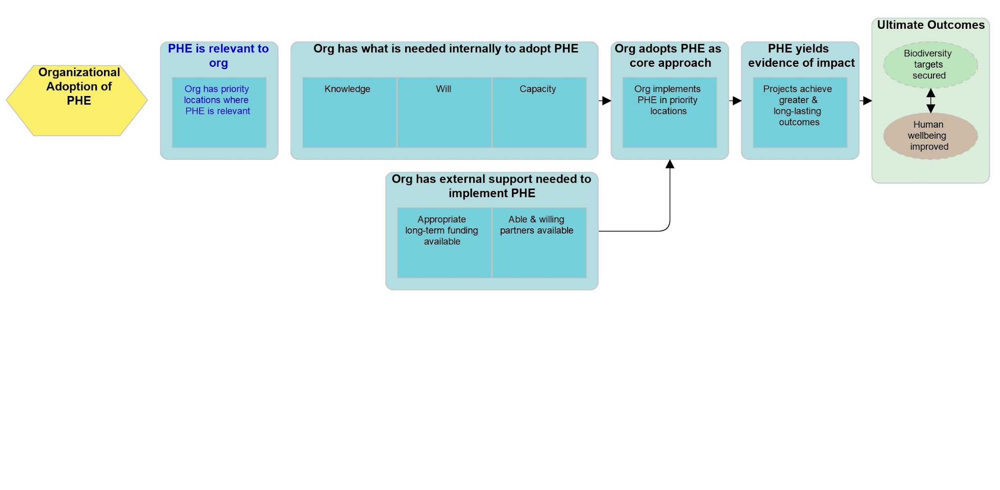 Organizational
Adoption of
PHE
PHE is relevant to
org
Org has priority
locations where
PHE is relevant
Org has what is needed internally to adopt PHE
Knowledge
Will
Capacity
Org has external support needed to
implement PHE
Appropriate
long-term funding
available
Able & willing
partners available
Org adopts PHE as
core approach
Org implements
PHE in priority
locations
PHE yields
evidence of impact
Projects achieve
greater &
long-lasting
outcomes
Ultimate Outcomes
Biodiversity
targets
secured
Human
wellbeing
improved